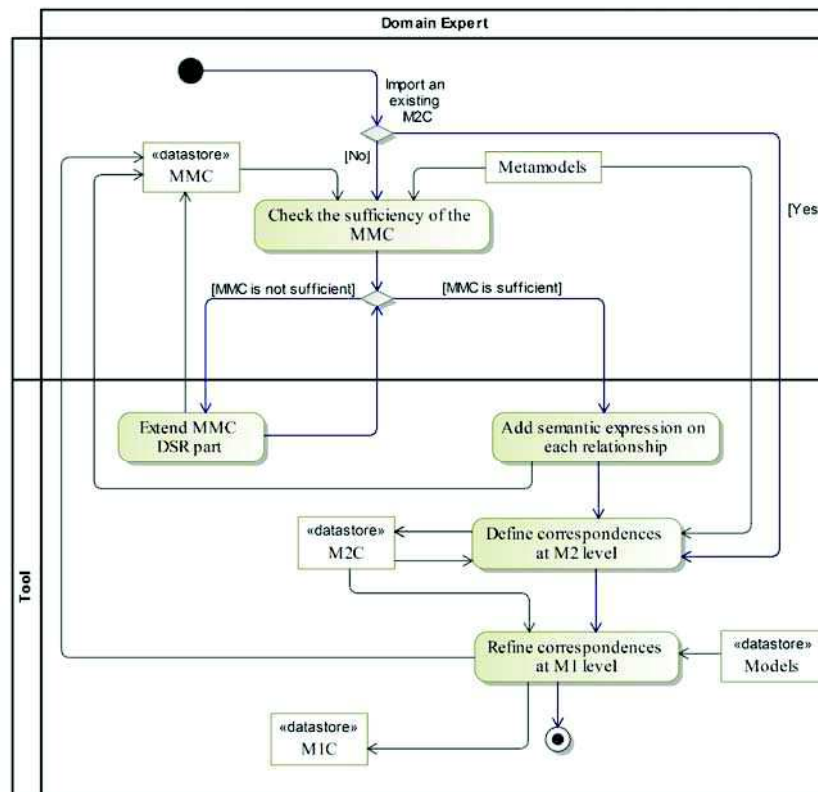 Domain Expert
Import an
existing
M2C
«datastore»
MMC
[No]
Metamodels
Check the sufficiency of the
MMC
[Yes
[MMC is not sufficient]
[MMC is sufficient]
Extend MMC
DSR part
Add semantic expression on
each relationship
«datastore»
M2C
Define correspondences
at M2 level
Tool
Refine correspondences
at M1 level
«datastore»
Models
«datastore»
M1C